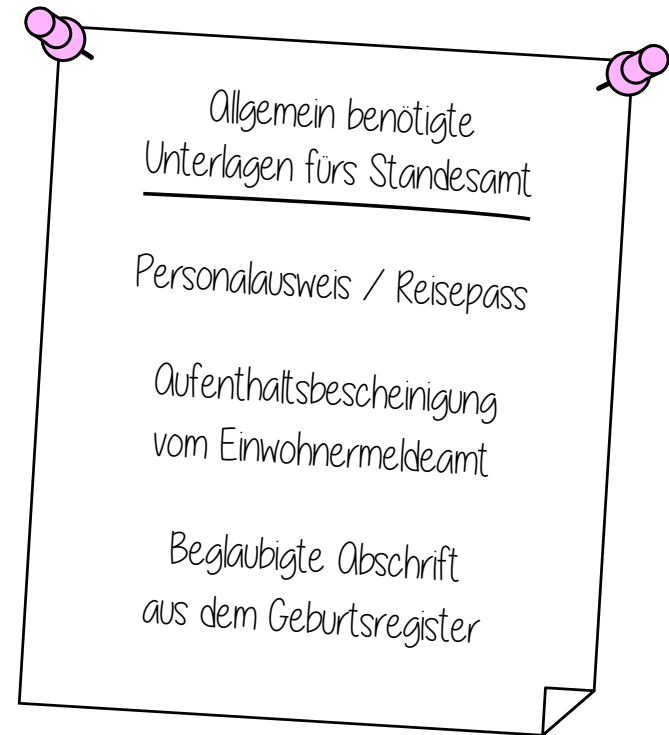 Allgemein benötigte
Unterlagen fürs Standesamt
Personalausweis / Reisepass
Aufenthaltsbescheinigung
vom Einwohnermeldeamt
Beglaubigte Abschrift
aus dem Geburtsregister